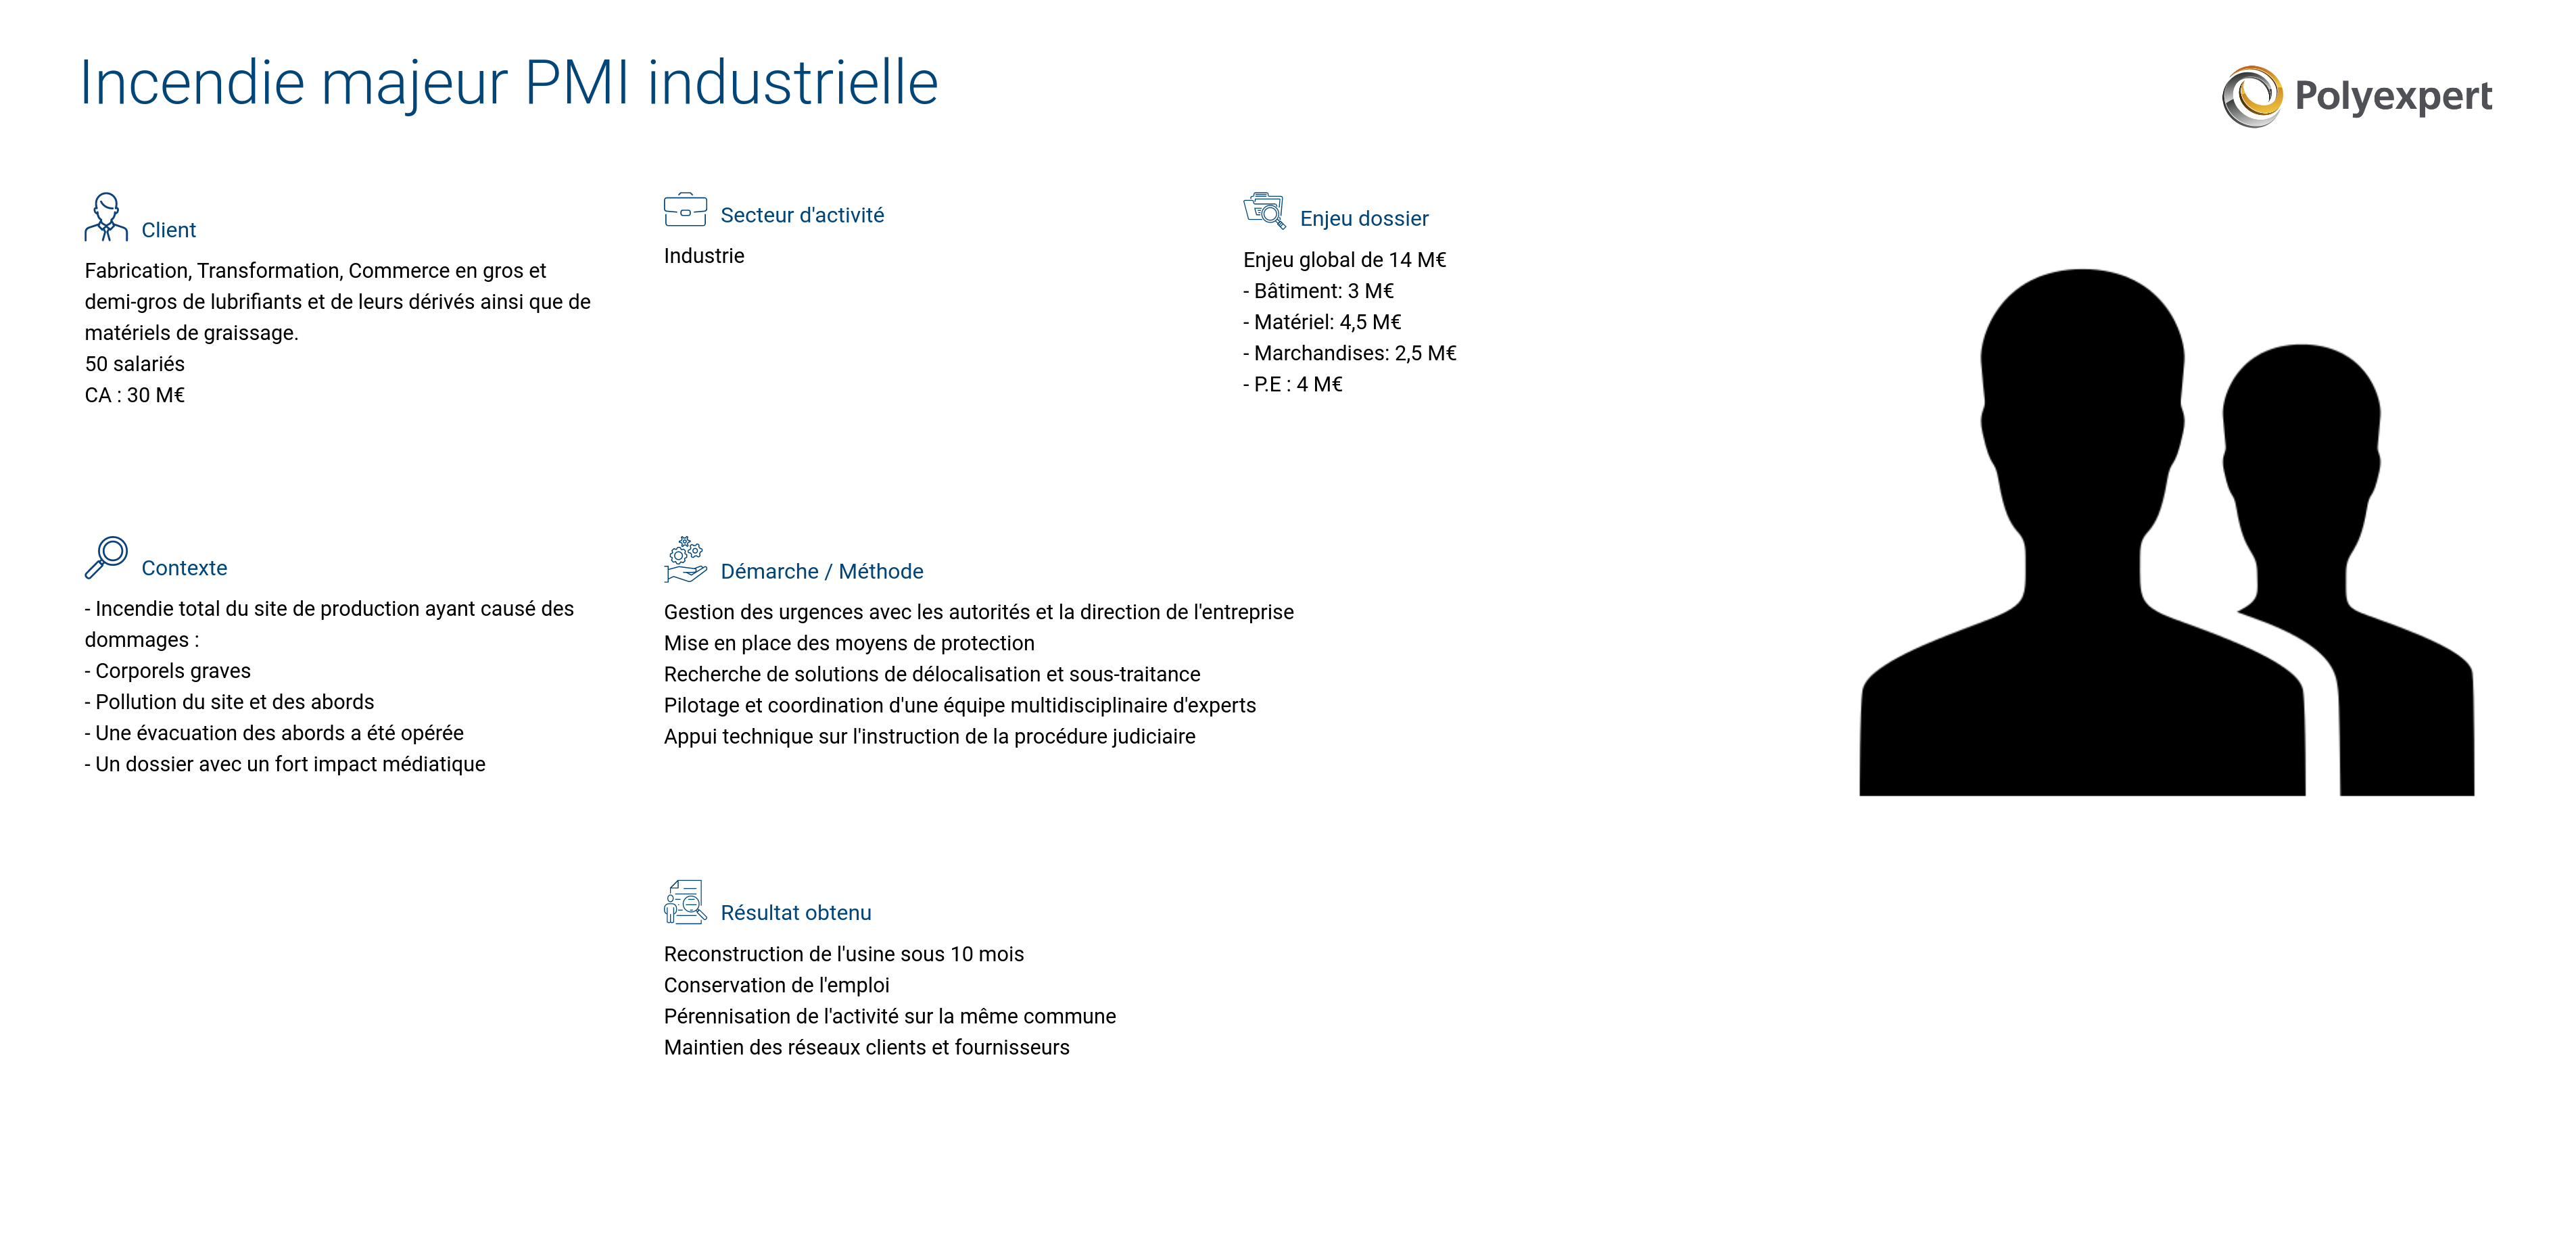 Incendie majeur PMI industrielle
Polyexpert
Client
Fabrication, Transformation, Commerce en gros et
demi-gros de lubrifiants et de leurs dérivés ainsi que de
matériels de graissage.
50 salariés
CA : 30 M€
Secteur d'activité
Industrie
Enjeu dossier
Enjeu global de 14 M€
- Bâtiment: 3 M€
- Matériel: 4,5 M€
- Marchandises: 2,5 M€
- P.E : 4 M€
Contexte
- Incendie total du site de production ayant causé des
dommages :
- Corporels graves
- Pollution du site et des abords
- Une évacuation des abords a été opérée
- Un dossier avec un fort impact médiatique
Démarche / Méthode
Gestion des urgences avec les autorités et la direction de l'entreprise
Mise en place des moyens de protection
Recherche de solutions de délocalisation et sous-traitance
Pilotage et coordination d'une équipe multidisciplinaire d'experts
Appui technique sur l'instruction de la procédure judiciaire
Résultat obtenu
Reconstruction de l'usine sous 10 mois
Conservation de l'emploi
Pérennisation de l'activité sur la même commune
Maintien des réseaux clients et fournisseurs